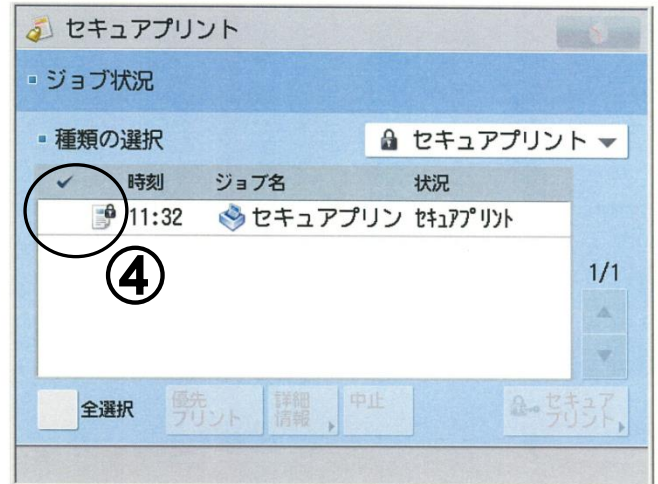 セキュアプリント
ジョブ状況
種類の選択 セキュアプリント
時刻 ジョブ名 状況
11:32 セキュアプリン ｾｷｭｱﾌﾟﾘﾝﾄ
④
1/1
全選択 優先プリント 詳細情報 中止 セキュアプリント